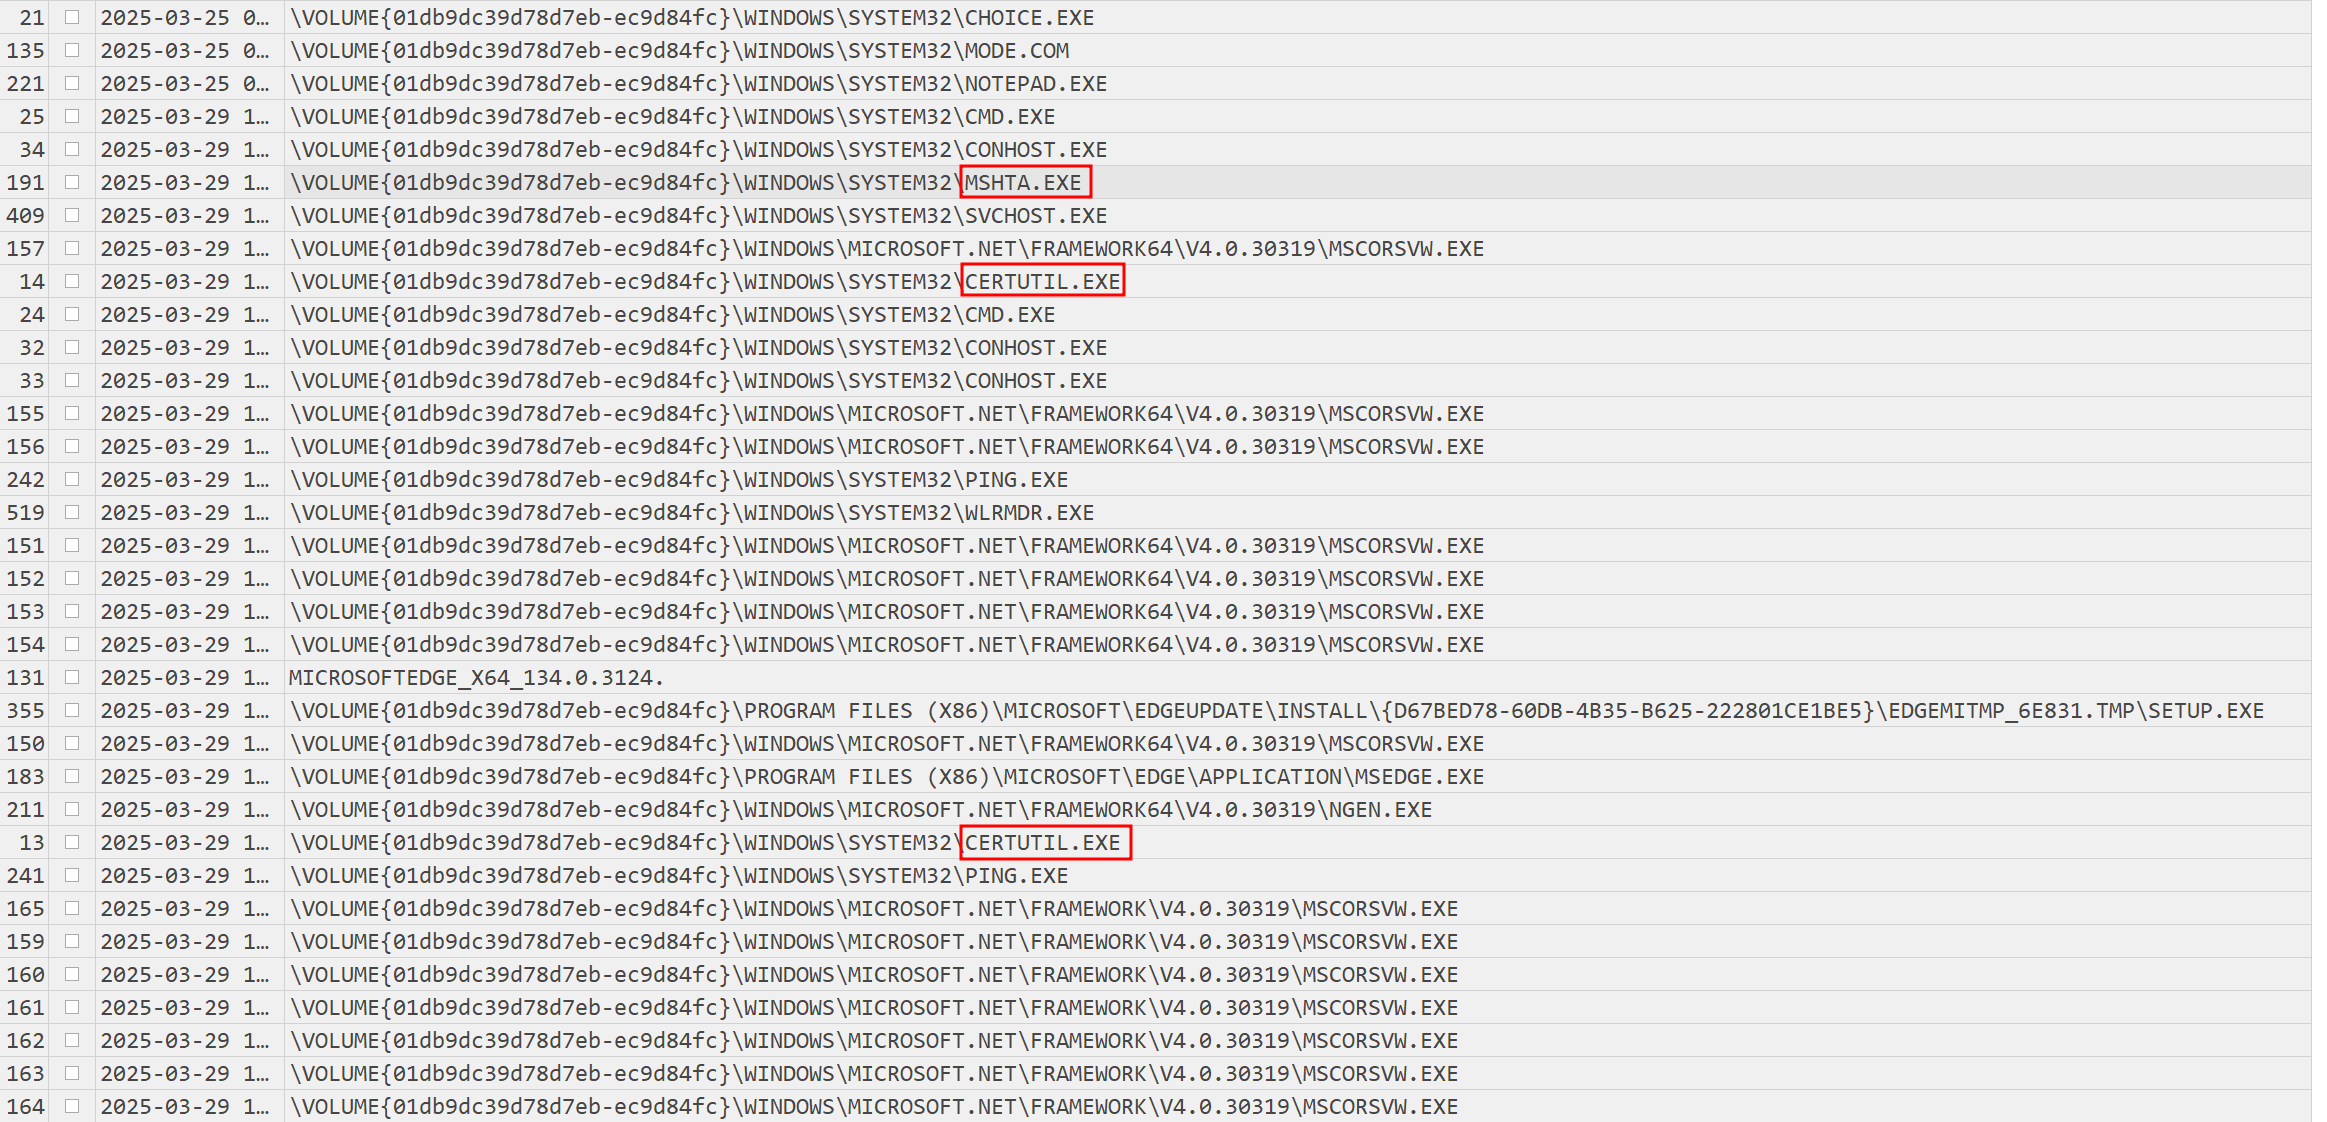 21 2025-03-25 0… \VOLUME{01db9dc39d78d7eb-ec9d84fc}\WINDOWS\SYSTEM32\CHOICE.EXE
135 2025-03-25 0… \VOLUME{01db9dc39d78d7eb-ec9d84fc}\WINDOWS\SYSTEM32\MODE.COM
221 2025-03-25 0… \VOLUME{01db9dc39d78d7eb-ec9d84fc}\WINDOWS\SYSTEM32\NOTEPAD.EXE
25 2025-03-29 1… \VOLUME{01db9dc39d78d7eb-ec9d84fc}\WINDOWS\SYSTEM32\CMD.EXE
34 2025-03-29 1… \VOLUME{01db9dc39d78d7eb-ec9d84fc}\WINDOWS\SYSTEM32\CONHOST.EXE
191 2025-03-29 1… \VOLUME{01db9dc39d78d7eb-ec9d84fc}\WINDOWS\SYSTEM32\MSHTA.EXE
409 2025-03-29 1… \VOLUME{01db9dc39d78d7eb-ec9d84fc}\WINDOWS\SYSTEM32\SVCHOST.EXE
157 2025-03-29 1… \VOLUME{01db9dc39d78d7eb-ec9d84fc}\WINDOWS\MICROSOFT.NET\FRAMEWORK64\V4.0.30319\MSCORSVW.EXE
14 2025-03-29 1… \VOLUME{01db9dc39d78d7eb-ec9d84fc}\WINDOWS\SYSTEM32\CERTUTIL.EXE
24 2025-03-29 1… \VOLUME{01db9dc39d78d7eb-ec9d84fc}\WINDOWS\SYSTEM32\CMD.EXE
32 2025-03-29 1… \VOLUME{01db9dc39d78d7eb-ec9d84fc}\WINDOWS\SYSTEM32\CONHOST.EXE
33 2025-03-29 1… \VOLUME{01db9dc39d78d7eb-ec9d84fc}\WINDOWS\SYSTEM32\CONHOST.EXE
155 2025-03-29 1… \VOLUME{01db9dc39d78d7eb-ec9d84fc}\WINDOWS\MICROSOFT.NET\FRAMEWORK64\V4.0.30319\MSCORSVW.EXE
156 2025-03-29 1… \VOLUME{01db9dc39d78d7eb-ec9d84fc}\WINDOWS\MICROSOFT.NET\FRAMEWORK64\V4.0.30319\MSCORSVW.EXE
242 2025-03-29 1… \VOLUME{01db9dc39d78d7eb-ec9d84fc}\WINDOWS\SYSTEM32\PING.EXE
519 2025-03-29 1… \VOLUME{01db9dc39d78d7eb-ec9d84fc}\WINDOWS\SYSTEM32\WLRMDR.EXE
151 2025-03-29 1… \VOLUME{01db9dc39d78d7eb-ec9d84fc}\WINDOWS\MICROSOFT.NET\FRAMEWORK64\V4.0.30319\MSCORSVW.EXE
152 2025-03-29 1… \VOLUME{01db9dc39d78d7eb-ec9d84fc}\WINDOWS\MICROSOFT.NET\FRAMEWORK64\V4.0.30319\MSCORSVW.EXE
153 2025-03-29 1… \VOLUME{01db9dc39d78d7eb-ec9d84fc}\WINDOWS\MICROSOFT.NET\FRAMEWORK64\V4.0.30319\MSCORSVW.EXE
154 2025-03-29 1… \VOLUME{01db9dc39d78d7eb-ec9d84fc}\WINDOWS\MICROSOFT.NET\FRAMEWORK64\V4.0.30319\MSCORSVW.EXE
131 2025-03-29 1… MICROSOFTEDGE_X64_134.0.3124.
355 2025-03-29 1… \VOLUME{01db9dc39d78d7eb-ec9d84fc}\PROGRAM FILES (X86)\MICROSOFT\EDGEUPDATE\INSTALL\{D67BED78-60DB-4B35-B625-222801CE1BE5}\EDGEMITMP_6E831.TMP\SETUP.EXE
150 2025-03-29 1… \VOLUME{01db9dc39d78d7eb-ec9d84fc}\WINDOWS\MICROSOFT.NET\FRAMEWORK64\V4.0.30319\MSCORSVW.EXE
183 2025-03-29 1… \VOLUME{01db9dc39d78d7eb-ec9d84fc}\PROGRAM FILES (X86)\MICROSOFT\EDGE\APPLICATION\MSEDGE.EXE
211 2025-03-29 1… \VOLUME{01db9dc39d78d7eb-ec9d84fc}\WINDOWS\MICROSOFT.NET\FRAMEWORK64\V4.0.30319\NGEN.EXE
13 2025-03-29 1… \VOLUME{01db9dc39d78d7eb-ec9d84fc}\WINDOWS\SYSTEM32\CERTUTIL.EXE
241 2025-03-29 1… \VOLUME{01db9dc39d78d7eb-ec9d84fc}\WINDOWS\SYSTEM32\PING.EXE
165 2025-03-29 1… \VOLUME{01db9dc39d78d7eb-ec9d84fc}\WINDOWS\MICROSOFT.NET\FRAMEWORK\V4.0.30319\MSCORSVW.EXE
159 2025-03-29 1… \VOLUME{01db9dc39d78d7eb-ec9d84fc}\WINDOWS\MICROSOFT.NET\FRAMEWORK\V4.0.30319\MSCORSVW.EXE
160 2025-03-29 1… \VOLUME{01db9dc39d78d7eb-ec9d84fc}\WINDOWS\MICROSOFT.NET\FRAMEWORK\V4.0.30319\MSCORSVW.EXE
161 2025-03-29 1… \VOLUME{01db9dc39d78d7eb-ec9d84fc}\WINDOWS\MICROSOFT.NET\FRAMEWORK\V4.0.30319\MSCORSVW.EXE
162 2025-03-29 1… \VOLUME{01db9dc39d78d7eb-ec9d84fc}\WINDOWS\MICROSOFT.NET\FRAMEWORK\V4.0.30319\MSCORSVW.EXE
163 2025-03-29 1… \VOLUME{01db9dc39d78d7eb-ec9d84fc}\WINDOWS\MICROSOFT.NET\FRAMEWORK\V4.0.30319\MSCORSVW.EXE
164 2025-03-29 1… \VOLUME{01db9dc39d78d7eb-ec9d84fc}\WINDOWS\MICROSOFT.NET\FRAMEWORK\V4.0.30319\MSCORSVW.EXE